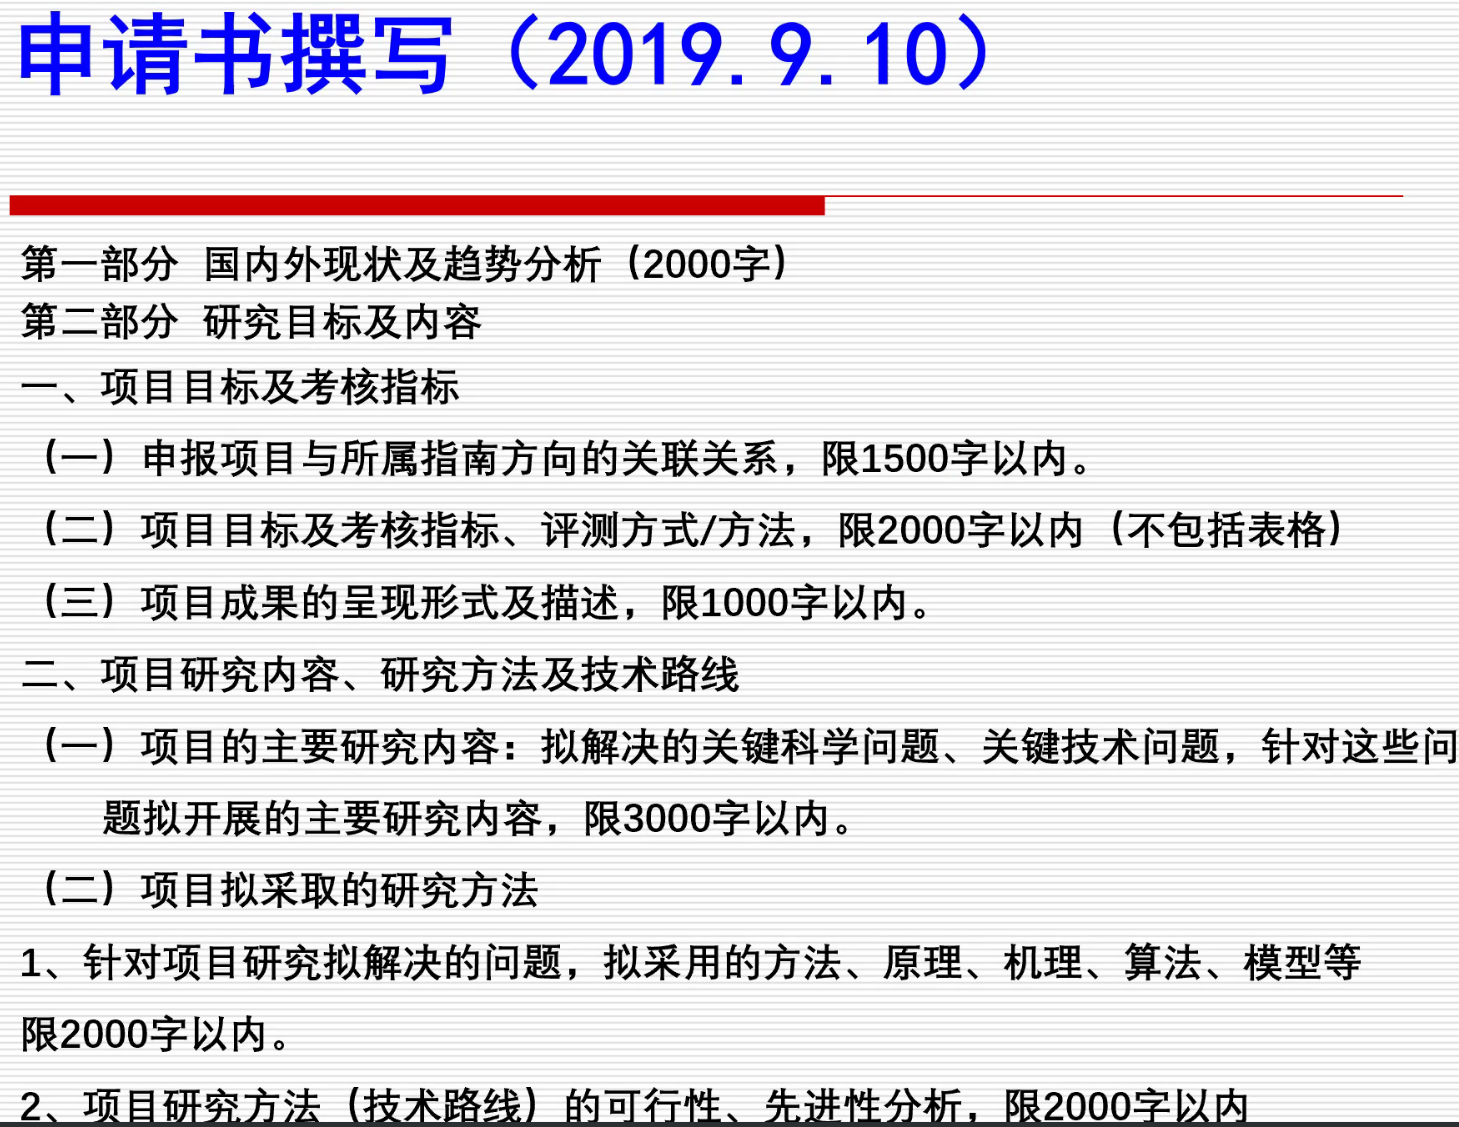 申请书撰写（2019.9.10）
第一部分 国内外现状及趋势分析（2000字）
第二部分 研究目标及内容
一、项目目标及考核指标
（一）申报项目与所属指南方向的关联关系，限1500字以内。
（二）项目目标及考核指标、评测方式/方法，限2000字以内（不包括表格）
（三）项目成果的呈现形式及描述，限1000字以内。
二、项目研究内容、研究方法及技术路线
（一）项目的主要研究内容：拟解决的关键科学问题、关键技术问题，针对这些问
题拟开展的主要研究内容，限3000字以内。
（二）项目拟采取的研究方法
1、针对项目研究拟解决的问题，拟采用的方法、原理、机理、算法、模型等
限2000字以内。
2、项目研究方法（技术路线）的可行性、先进性分析，限2000字以内